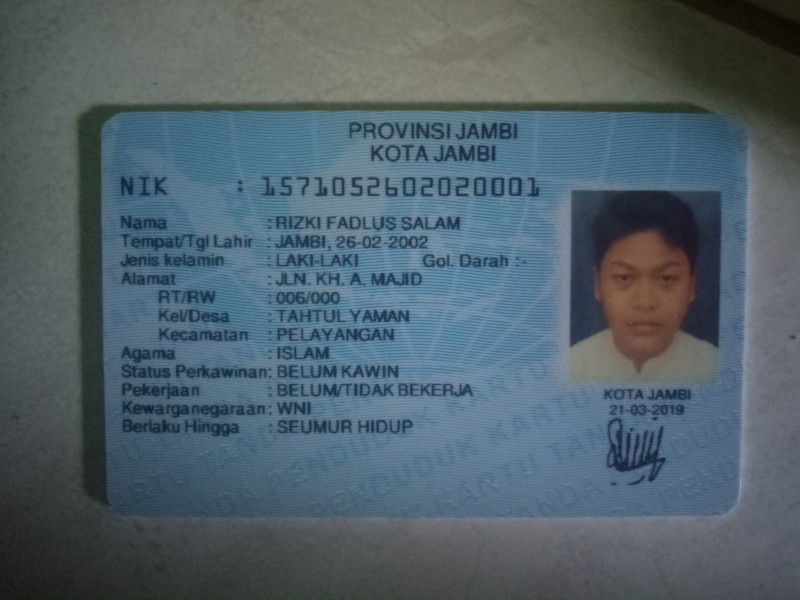 PROVINSI JAMBI
KOTA JAMBI
NIK : 1571052602020001
Nama : RIZKI FADLUS SALAM
Tempat/Tgl Lahir : JAMBI, 26-02-2002
Jenis kelamin : LAKI-LAKI Gol. Darah :-
Alamat : JLN. KH. A. MAJID
RT/RW : 006/000
Kel/Desa : TAHTUL YAMAN
Kecamatan : PELAYANGAN
Agama : ISLAM
Status Perkawinan: BELUM KAWIN
Pekerjaan : BELUM/TIDAK BEKERJA
Kewarganegaraan: WNI
Berlaku Hingga : SEUMUR HIDUP
KOTA JAMBI
21-03-2019